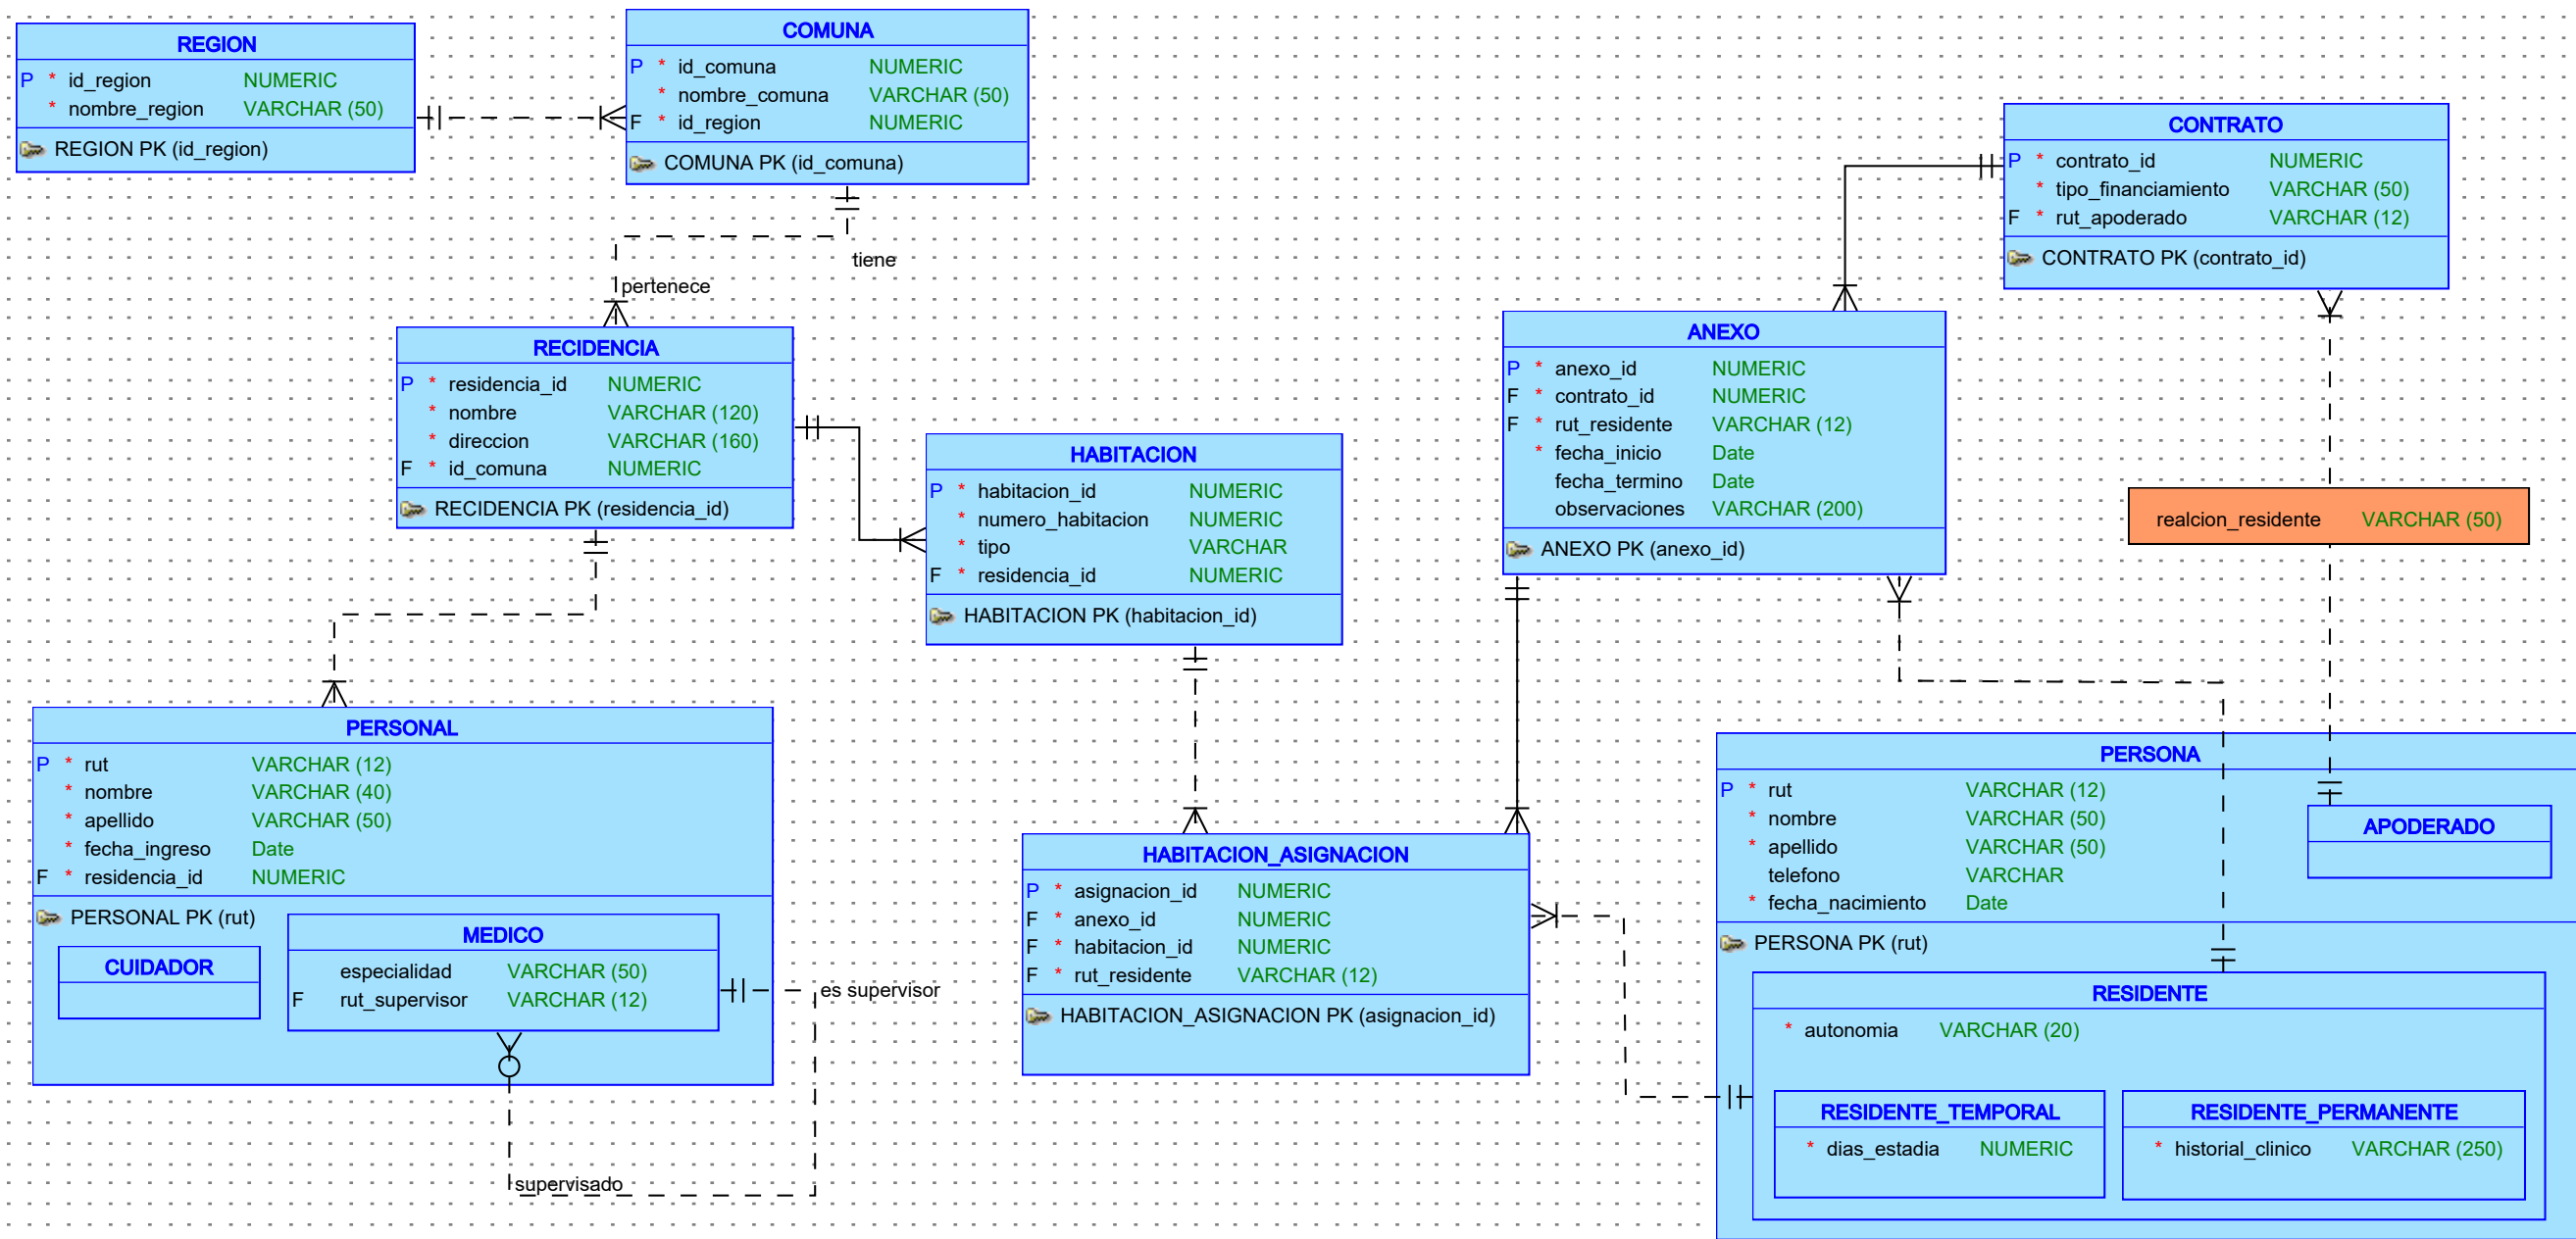 REGION
P * id_region NUMERIC
* nombre_region VARCHAR (50)
REGION PK (id_region)
COMUNA
P * id_comuna NUMERIC
* nombre_comuna VARCHAR (50)
F * id_region NUMERIC
COMUNA PK (id_comuna)
tiene
pertenece
CONTRATO
P * contrato_id NUMERIC
* tipo_financiamiento VARCHAR (50)
F * rut_apoderado VARCHAR (12)
CONTRATO PK (contrato_id)
RECIDENCIA
P * residencia_id NUMERIC
* nombre VARCHAR (120)
* direccion VARCHAR (160)
F * id_comuna NUMERIC
RECIDENCIA PK (residencia_id)
HABITACION
P * habitacion_id NUMERIC
* numero_habitacion NUMERIC
* tipo VARCHAR
F * residencia_id NUMERIC
HABITACION PK (habitacion_id)
ANEXO
P * anexo_id NUMERIC
F * contrato_id NUMERIC
F * rut_residente VARCHAR (12)
* fecha_inicio Date
fecha_termino Date
observaciones VARCHAR (200)
ANEXO PK (anexo_id)
realcion_residente VARCHAR (50)
PERSONAL
P * rut VARCHAR (12)
* nombre VARCHAR (40)
* apellido VARCHAR (50)
* fecha_ingreso Date
F * residencia_id NUMERIC
PERSONAL PK (rut)
CUIDADOR
MEDICO
especialidad VARCHAR (50)
F rut_supervisor VARCHAR (12)
es supervisor
supervisado
HABITACION_ASIGNACION
P * asignacion_id NUMERIC
F * anexo_id NUMERIC
F * habitacion_id NUMERIC
F * rut_residente VARCHAR (12)
HABITACION_ASIGNACION PK (asignacion_id)
PERSONA
P * rut VARCHAR (12)
* nombre VARCHAR (50)
* apellido VARCHAR (50)
telefono VARCHAR
* fecha_nacimiento Date
PERSONA PK (rut)
APODERADO
RESIDENTE
* autonomia VARCHAR (20)
RESIDENTE_TEMPORAL
* dias_estadia NUMERIC
RESIDENTE_PERMANENTE
* historial_clinico VARCHAR (250)